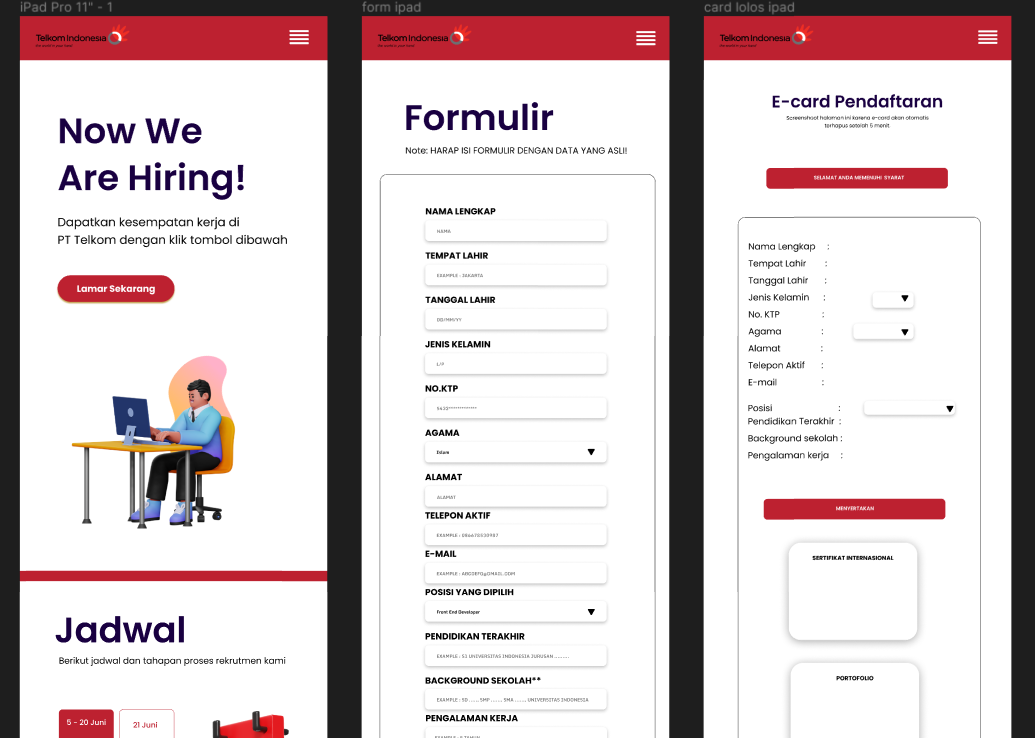 iPad Pro 11" - 1
Telkom Indonesia
the world in your hand
Now We
Are Hiring!
Dapatkan kesempatan kerja di
PT Telkom dengan klik tombol dibawah
Lamar Sekarang
Jadwal
Berikut jadwal dan tahapan proses rekrutmen kami
5 - 20 Juni
21 Juni
form ipad
Telkom Indonesia
the world in your hand
Formulir
Note: HARAP ISI FORMULIR DENGAN DATA YANG ASLI!
NAMA LENGKAP
NAMA
TEMPAT LAHIR
EXAMPLE : JAKARTA
TANGGAL LAHIR
DD/MM/YY
JENIS KELAMIN
L/P
NO.KTP
AGAMA
Islam
ALAMAT
ALAMAT
TELEPON AKTIF
E-MAIL
EXAMPLE : ABCDEFG@GMAIL.COM
POSISI YANG DIPILIH
Front End Developer
PENDIDIKAN TERAKHIR
EXAMPLE : S1 UNIVERSITAS INDONESIA JURUSAN .........
BACKGROUND SEKOLAH**
EXAMPLE : SD ...... SMP ...... SMA ...... UNIVERSITAS INDONESIA
PENGALAMAN KERJA
card lolos ipad
Telkom Indonesia
the world in your hand
E-card Pendaftaran
Screenshoot halaman ini karena e-card akan otomatis
terhapus setelah 5 menit.
SELAMAT ANDA MEMENUHI SYARAT
Nama Lengkap :
Tempat Lahir :
Tanggal Lahir :
Jenis Kelamin :
No. KTP :
Agama :
Alamat :
Telepon Aktif :
E-mail :
Posisi :
Pendidikan Terakhir :
Background sekolah :
Pengalaman kerja :
MENYERTAKAN
SERTIFIKAT INTERNASIONAL
PORTOFOLIO